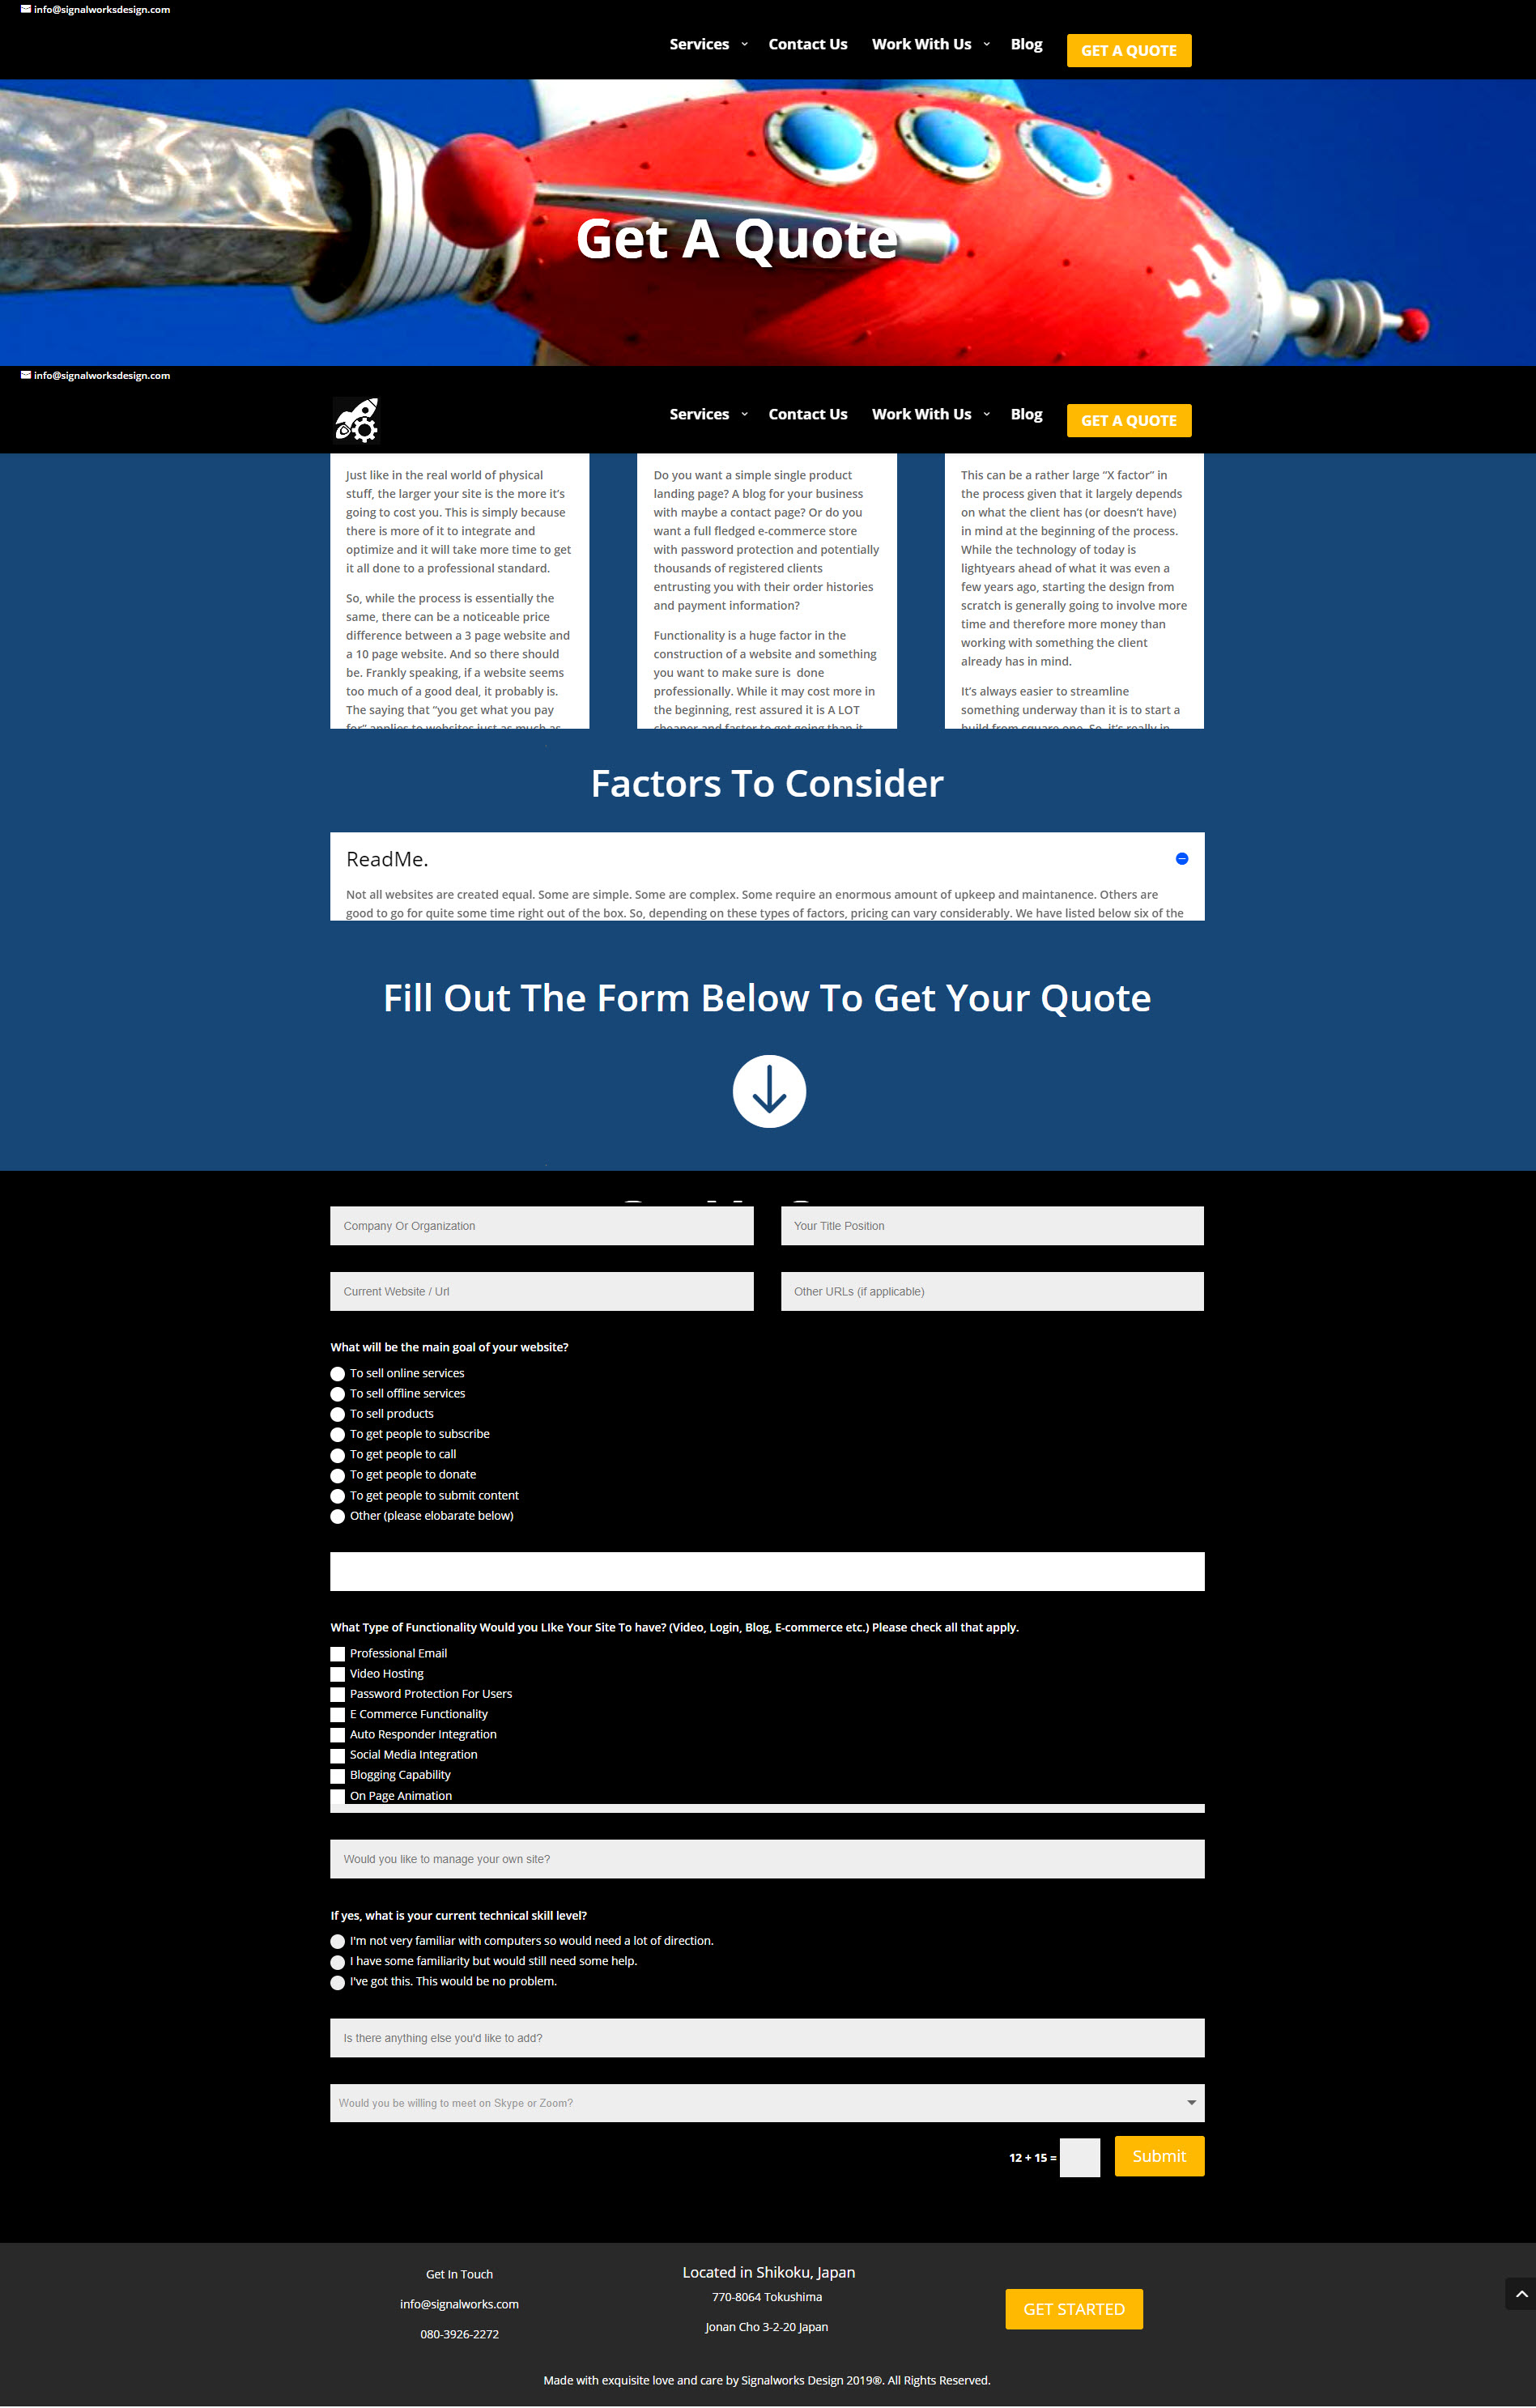 info@signalworksdesign.com
Services
Contact Us
Work With Us
Blog
GET A QUOTE
Get A Quote
info@signalworksdesign.com
Services
Contact Us
Work With Us
Blog
GET A QUOTE
Just like in the real world of physical
stuff, the larger your site is the more it’s
going to cost you. This is simply because
there is more of it to integrate and
optimize and it will take more time to get
it all done to a professional standard.
So, while the process is essentially the
same, there can be a noticeable price
difference between a 3 page website and
a 10 page website. And so there should
be. Frankly speaking, if a website seems
too much of a good deal, it probably is.
The saying that “you get what you pay
for” applies to websites just as much as
Do you want a simple single product
landing page? A blog for your business
with maybe a contact page? Or do you
want a full fledged e-commerce store
with password protection and potentially
thousands of registered clients
entrusting you with their order histories
and payment information?
Functionality is a huge factor in the
construction of a website and something
you want to make sure is  done
professionally. While it may cost more in
the beginning, rest assured it is A LOT
cheaper and faster to get going than it
This can be a rather large “X factor” in
the process given that it largely depends
on what the client has (or doesn’t have)
in mind at the beginning of the process.
While the technology of today is
lightyears ahead of what it was even a
few years ago, starting the design from
scratch is generally going to involve more
time and therefore more money than
working with something the client
already has in mind.
It’s always easier to streamline
something underway than it is to start a
build from square one. So, it’s really in
Factors To Consider
ReadMe.
Not all websites are created equal. Some are simple. Some are complex. Some require an enormous amount of upkeep and maintanence. Others are
good to go for quite some time right out of the box. So, depending on these types of factors, pricing can vary considerably. We have listed below six of the
Fill Out The Form Below To Get Your Quote
Company Or Organization
Your Title Position
Current Website / Url
Other URLs (if applicable)
What will be the main goal of your website?
To sell online services
To sell offline services
To sell products
To get people to subscribe
To get people to call
To get people to donate
To get people to submit content
Other (please elobarate below)
What Type of Functionality Would you LIke Your Site To have? (Video, Login, Blog, E-commerce etc.) Please check all that apply.
Professional Email
Video Hosting
Password Protection For Users
E Commerce Functionality
Auto Responder Integration
Social Media Integration
Blogging Capability
On Page Animation
Would you like to manage your own site?
If yes, what is your current technical skill level?
I'm not very familiar with computers so would need a lot of direction.
I have some familiarity but would still need some help.
I've got this. This would be no problem.
Is there anything else you'd like to add?
Would you be willing to meet on Skype or Zoom?
12 + 15 =
Submit
Get In Touch
info@signalworks.com
080-3926-2272
Located in Shikoku, Japan
770-8064 Tokushima
Jonan Cho 3-2-20 Japan
GET STARTED
Made with exquisite love and care by Signalworks Design 2019®. All Rights Reserved.